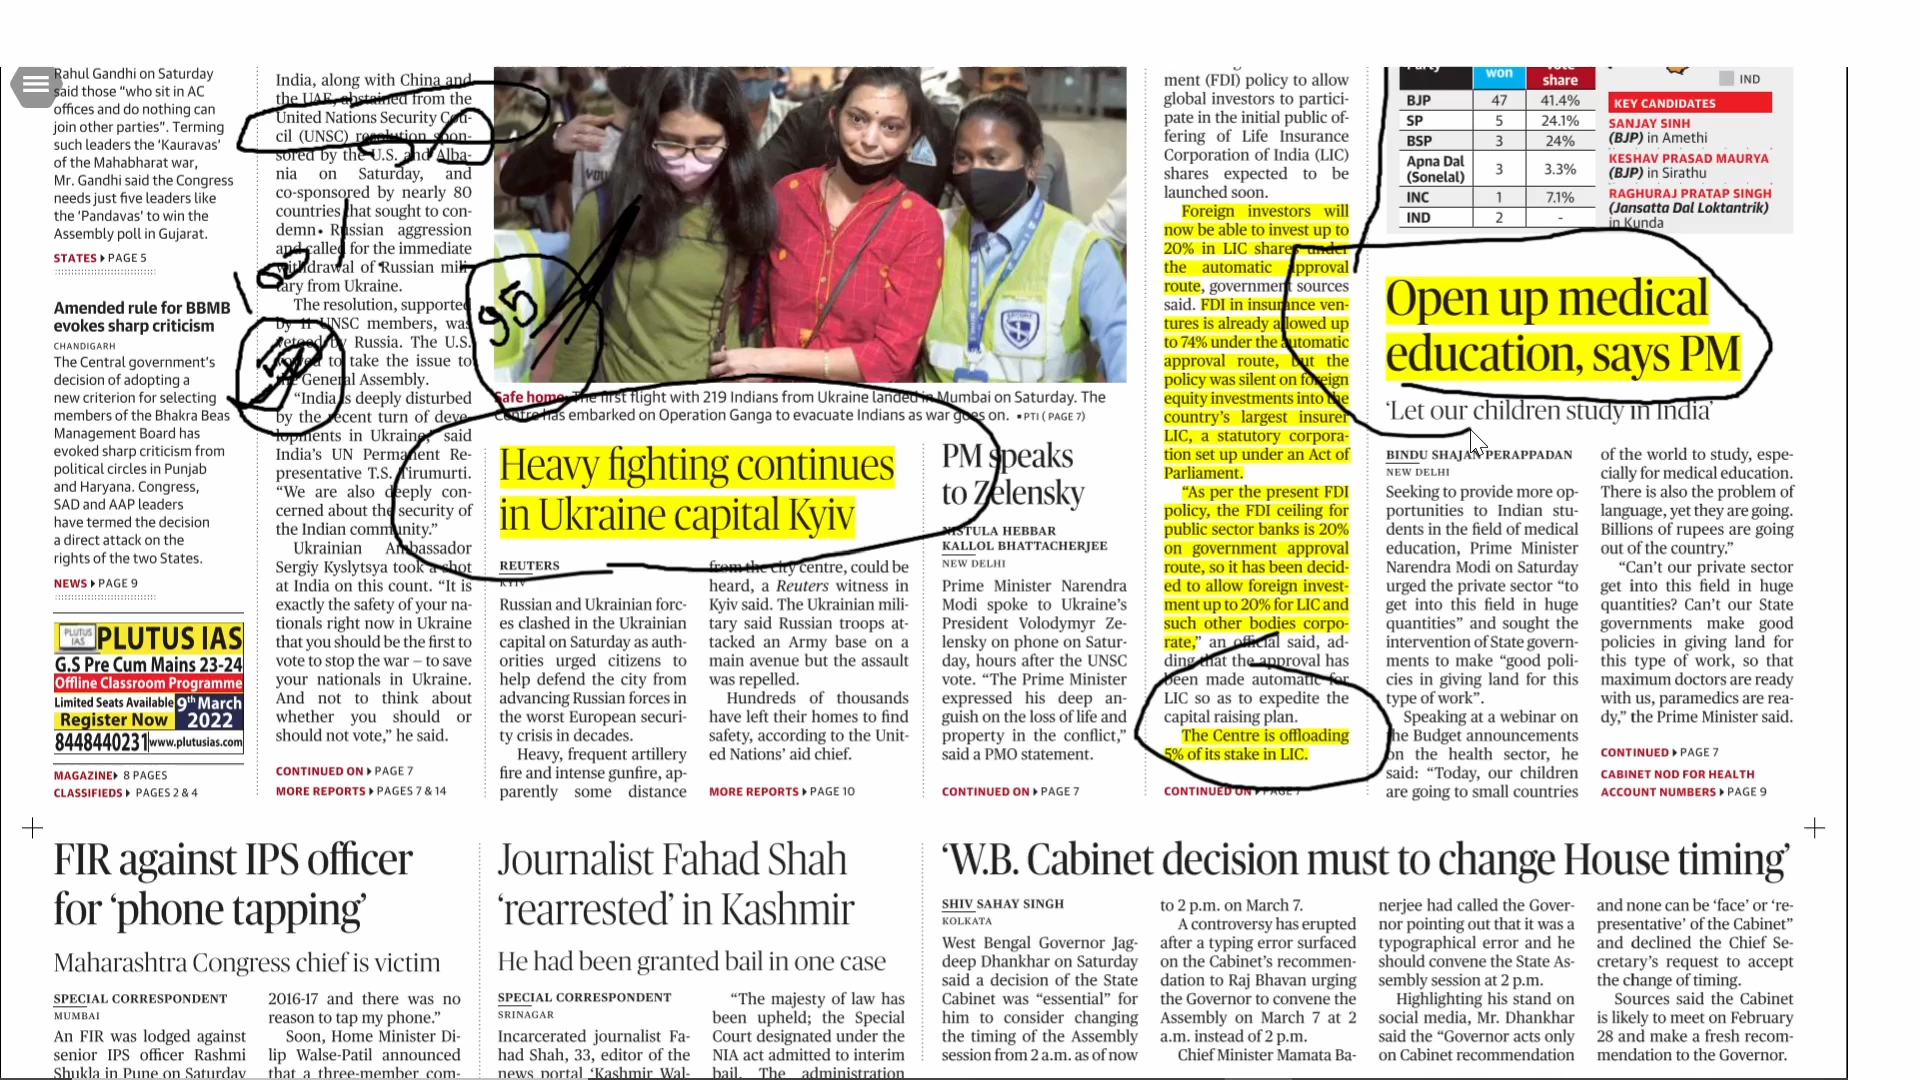 Rahul Gandhi on Saturday
said those “who sit in AC
offices and do nothing can
join other parties”. Terming
such leaders the ‘Kauravas’
of the Mahabharat war,
Mr. Gandhi said the Congress
needs just five leaders like
the ‘Pandavas’ to win the
Assembly poll in Gujarat.
STATES PAGE 5
Amended rule for BBMB
evokes sharp criticism
CHANDIGARH
The Central government’s
decision of adopting a
new criterion for selecting
members of the Bhakra Beas
Management Board has
evoked sharp criticism from
political circles in Punjab
and Haryana. Congress,
SAD and AAP leaders
have termed the decision
a direct attack on the
rights of the two States.
NEWS PAGE 9
PLUTUS IAS PLUTUS IAS
G.S Pre Cum Mains 23-24
Offline Classroom Programme
Limited Seats Available 9th March
Register Now 2022
8448440231 www.plutusias.com
MAGAZINE 8 PAGES
CLASSIFIEDS PAGES 2 & 4
India, along with China and
the UAE, abstained from the
United Nations Security Coun-
cil (UNSC) resolution spon-
sored by the U.S. and Alba-
nia on Saturday, and
co-sponsored by nearly 80
countries that sought to con-
demn Russian aggression
and called for the immediate
withdrawal of Russian mili-
tary from Ukraine.
The resolution, supported
by 11 UNSC members, was
vetoed by Russia. The U.S.
vowed to take the issue to
the General Assembly.
“India is deeply disturbed
by the recent turn of deve-
lopments in Ukraine,” said
India’s UN Permanent Re-
presentative T.S. Tirumurti.
“We are also deeply con-
cerned about the security of
the Indian community.”
Ukrainian Ambassador
Sergiy Kyslytsya took a shot
at India on this count. “It is
exactly the safety of your na-
tionals right now in Ukraine
that you should be the first to
vote to stop the war – to save
your nationals in Ukraine.
And not to think about
whether you should or
should not vote,” he said.
CONTINUED ON PAGE 7
MORE REPORTS PAGES 7 & 14
95
Safe home: The first flight with 219 Indians from Ukraine landed in Mumbai on Saturday. The
Centre has embarked on Operation Ganga to evacuate Indians as war goes on. ▪PTI ( PAGE 7)
Heavy fighting continues
in Ukraine capital Kyiv
REUTERS
KYIV
Russian and Ukrainian forc-
es clashed in the Ukrainian
capital on Saturday as auth-
orities urged citizens to
help defend the city from
advancing Russian forces in
the worst European securi-
ty crisis in decades.
Heavy, frequent artillery
fire and intense gunfire, ap-
parently some distance
from the city centre, could be
heard, a Reuters witness in
Kyiv said. The Ukrainian mili-
tary said Russian troops at-
tacked an Army base on a
main avenue but the assault
was repelled.
Hundreds of thousands
have left their homes to find
safety, according to the Unit-
ed Nations’ aid chief.
MORE REPORTS PAGE 10
PM speaks
to Zelensky
NISTULA HEBBAR
KALLOL BHATTACHERJEE
NEW DELHI
Prime Minister Narendra
Modi spoke to Ukraine’s
President Volodymyr Ze-
lensky on phone on Satur-
day, hours after the UNSC
vote. “The Prime Minister
expressed his deep an-
guish on the loss of life and
property in the conflict,”
said a PMO statement.
CONTINUED ON PAGE 7
ment (FDI) policy to allow
global investors to partici-
pate in the initial public of-
fering of Life Insurance
Corporation of India (LIC)
shares expected to be
launched soon.
Foreign investors will
now be able to invest up to
20% in LIC shares under
the automatic approval
route, government sources
said. FDI in insurance ven-
tures is already allowed up
to 74% under the automatic
approval route, but the
policy was silent on foreign
equity investments into the
country’s largest insurer
LIC, a statutory corpora-
tion set up under an Act of
Parliament.
“As per the present FDI
policy, the FDI ceiling for
public sector banks is 20%
on government approval
route, so it has been decid-
ed to allow foreign invest-
ment up to 20% for LIC and
such other bodies corpo-
rate,” an official said, ad-
ding that the approval has
been made automatic for
LIC so as to expedite the
capital raising plan.
The Centre is offloading
5% of its stake in LIC.
CONTINUED ON PAGE 7
Party won Vote share
BJP 47 41.4%
SP 5 24.1%
BSP 3 24%
Apna Dal (Sonelal) 3 3.3%
INC 1 7.1%
IND 2 -
IND
KEY CANDIDATES
SANJAY SINH
(BJP) in Amethi
KESHAV PRASAD MAURYA
(BJP) in Sirathu
RAGHURAJ PRATAP SINGH
(Jansatta Dal Loktantrik)
in Kunda
Open up medical
education, says PM
‘Let our children study in India’
BINDU SHAJAN PERAPPADAN
NEW DELHI
Seeking to provide more op-
portunities to Indian stu-
dents in the field of medical
education, Prime Minister
Narendra Modi on Saturday
urged the private sector “to
get into this field in huge
quantities” and sought the
intervention of State govern-
ments to make “good poli-
cies in giving land for this
type of work”.
Speaking at a webinar on
the Budget announcements
on the health sector, he
said: “Today, our children
are going to small countries
of the world to study, espe-
cially for medical education.
There is also the problem of
language, yet they are going.
Billions of rupees are going
out of the country.”
“Can’t our private sector
get into this field in huge
quantities? Can’t our State
governments make good
policies in giving land for
this type of work, so that
maximum doctors are ready
with us, paramedics are rea-
dy,” the Prime Minister said.
CONTINUED PAGE 7
CABINET NOD FOR HEALTH
ACCOUNT NUMBERS PAGE 9
FIR against IPS officer
for ‘phone tapping’
Maharashtra Congress chief is victim
SPECIAL CORRESPONDENT
MUMBAI
An FIR was lodged against
senior IPS officer Rashmi
Shukla in Pune on Saturday
2016-17 and there was no
reason to tap my phone.”
Soon, Home Minister Di-
lip Walse-Patil announced
that a three-member com-
Journalist Fahad Shah
‘rearrested’ in Kashmir
He had been granted bail in one case
SPECIAL CORRESPONDENT
SRINAGAR
Incarcerated journalist Fa-
had Shah, 33, editor of the
news portal ‘Kashmir Wal-
“The majesty of law has
been upheld; the Special
Court designated under the
NIA act admitted to interim
bail. The administration
‘W.B. Cabinet decision must to change House timing’
SHIV SAHAY SINGH
KOLKATA
West Bengal Governor Jag-
deep Dhankhar on Saturday
said a decision of the State
Cabinet was “essential” for
him to consider changing
the timing of the Assembly
session from 2 a.m. as of now
to 2 p.m. on March 7.
A controversy has erupted
after a typing error surfaced
on the Cabinet’s recommen-
dation to Raj Bhavan urging
the Governor to convene the
Assembly on March 7 at 2
a.m. instead of 2 p.m.
Chief Minister Mamata Ba-
nerjee had called the Gover-
nor pointing out that it was a
typographical error and he
should convene the State As-
sembly session at 2 p.m.
Highlighting his stand on
social media, Mr. Dhankhar
said the “Governor acts only
on Cabinet recommendation
and none can be ‘face’ or ‘re-
presentative’ of the Cabinet”
and declined the Chief Se-
cretary’s request to accept
the change of timing.
Sources said the Cabinet
is likely to meet on February
28 and make a fresh recom-
mendation to the Governor.